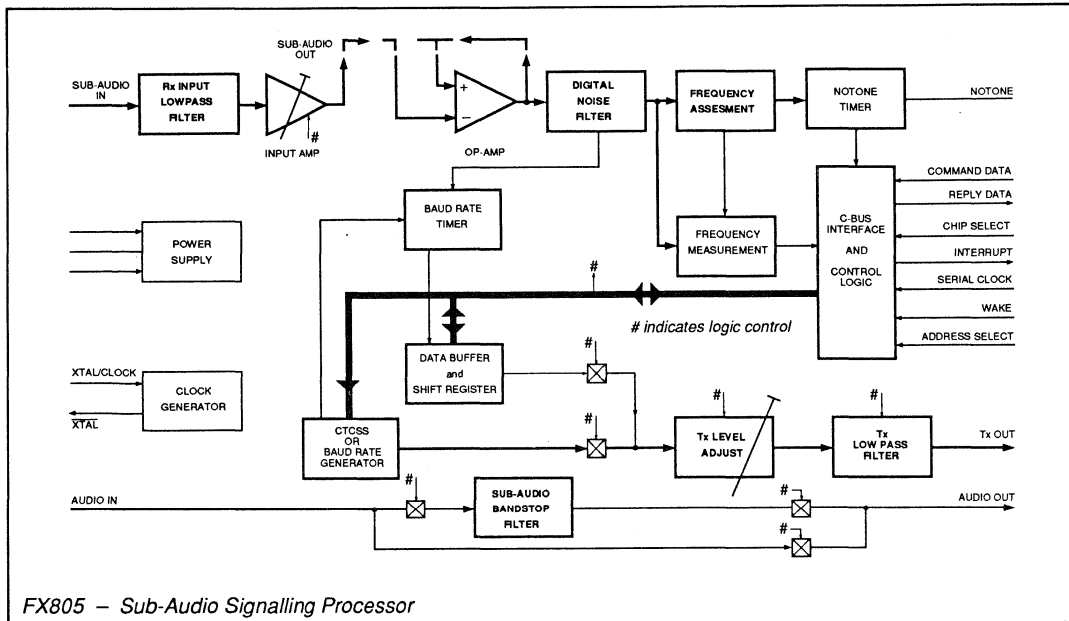 SUB-AUDIO
OUT
SUB-AUDIO
IN
Rx INPUT
LOWPASS
FILTER
#
INPUT AMP
+
−
OP-AMP
DIGITAL
NOISE
FILTER
FREQUENCY
ASSESMENT
NOTONE
TIMER
NOTONE
BAUD RATE
TIMER
FREQUENCY
MEASUREMENT
C-BUS
INTERFACE
AND
CONTROL
LOGIC
COMMAND DATA
REPLY DATA
CHIP SELECT
INTERRUPT
SERIAL CLOCK
WAKE
ADDRESS SELECT
POWER
SUPPLY
#
# indicates logic control
DATA BUFFER
and
SHIFT REGISTER
#
XTAL/CLOCK
XTAL
CLOCK
GENERATOR
CTCSS
OR
BAUD RATE
GENERATOR
#
#
Tx LEVEL
ADJUST
#
Tx
LOW PASS
FILTER
Tx OUT
AUDIO IN
#
SUB-AUDIO
BANDSTOP
FILTER
#
AUDIO OUT
#
FX805 – Sub-Audio Signalling Processor